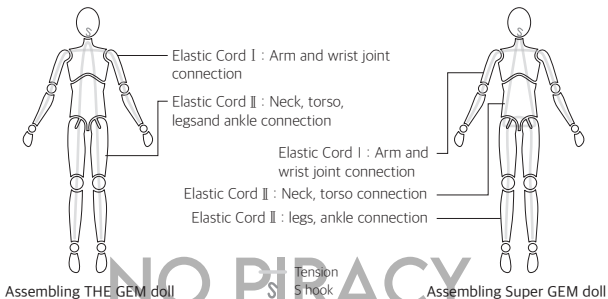 Elastic Cord Ⅰ : Arm and wrist joint
connection
Elastic Cord Ⅱ : Neck, torso,
legsand ankle connection
Elastic Cord Ⅰ : Arm and
wrist joint connection
Elastic Cord Ⅱ : Neck, torso connection
Elastic Cord Ⅱ : legs, ankle connection
NO PIRACY
Tension
S hook
Assembling THE GEM doll
Assembling Super GEM doll